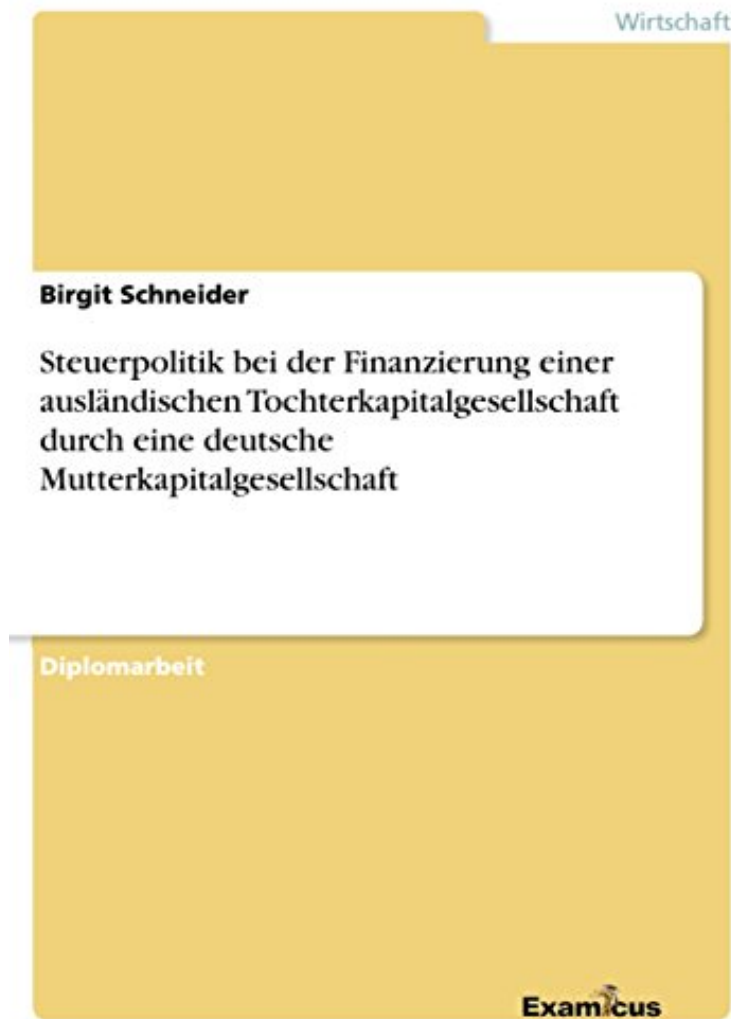 Wirtschaft
Birgit Schneider
Steuerpolitik bei der Finanzierung einer
ausländischen Tochterkapitalgesellschaft
durch eine deutsche
Mutterkapitalgesellschaft
Diplomarbeit
Examicus